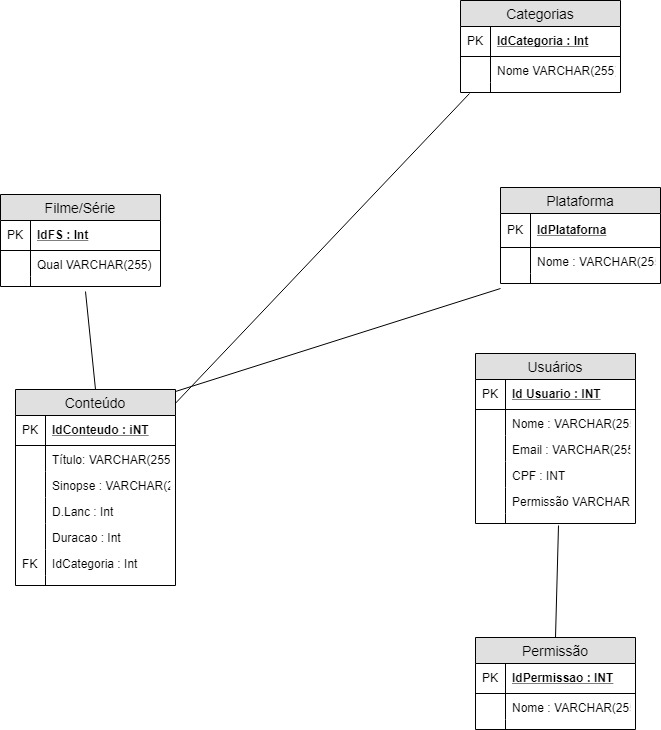 Categorias
PK IdCategoria : Int
Nome VARCHAR(255
Filme/Série
PK IdFS : Int
Qual VARCHAR(255)
Plataforma
PK IdPlataforna
Nome : VARCHAR(25
Usuários
PK Id Usuario : INT
Nome : VARCHAR(25
Email : VARCHAR(255
CPF : INT
Permissão VARCHAR
Conteúdo
PK IdConteudo : iNT
Título: VARCHAR(255
Sinopse : VARCHAR(2
D.Lanc : Int
Duracao : Int
FK IdCategoria : Int
Permissão
PK IdPermissao : INT
Nome : VARCHAR(25